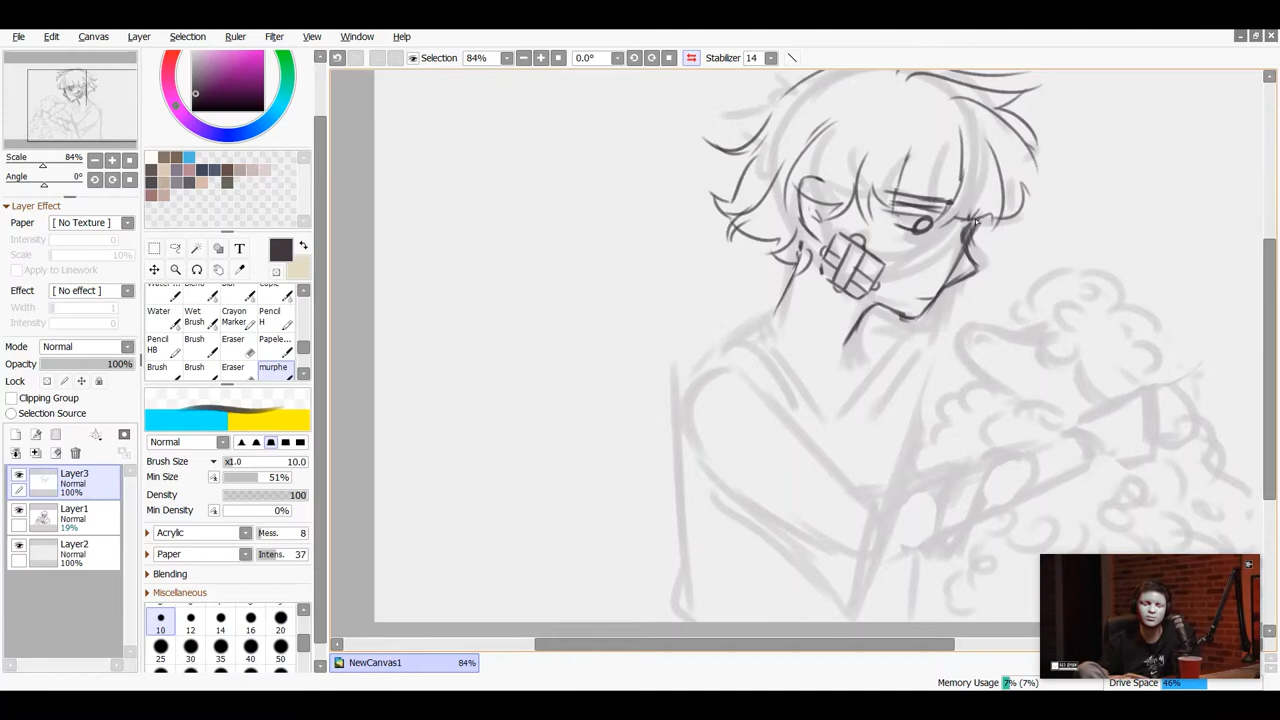 File Edit Canvas Layer Selection Ruler Filter View Window Help
Selection 84% 0.0° Stabilizer 14
Scale 84%
Angle 0°
Layer Effect
Paper [ No Texture ]
Intensity 0
Scale 10%
Apply to Linework
Effect [ No effect ]
Width 1
Intensity 0
Mode Normal
Opacity 100%
Lock
Clipping Group
Selection Source
Layer3
Normal
100%
Layer1
Normal
19%
Layer2
Normal
100%
T
Water ... Blend Blur
Water Wet Crayon Pencil
Brush Marker H
Pencil Brush Eraser Papele...
HB
Brush Brush Eraser murphe
Normal
Brush Size x1.0 10.0
Min Size 51%
Density 100
Min Density 0%
Acrylic Mess. 8
Paper Intens. 37
Blending
Miscellaneous
10 12 14 16 20
25 30 35 40 50
NewCanvas1 84%
Memory Usage 7% (7%) Drive Space 46%